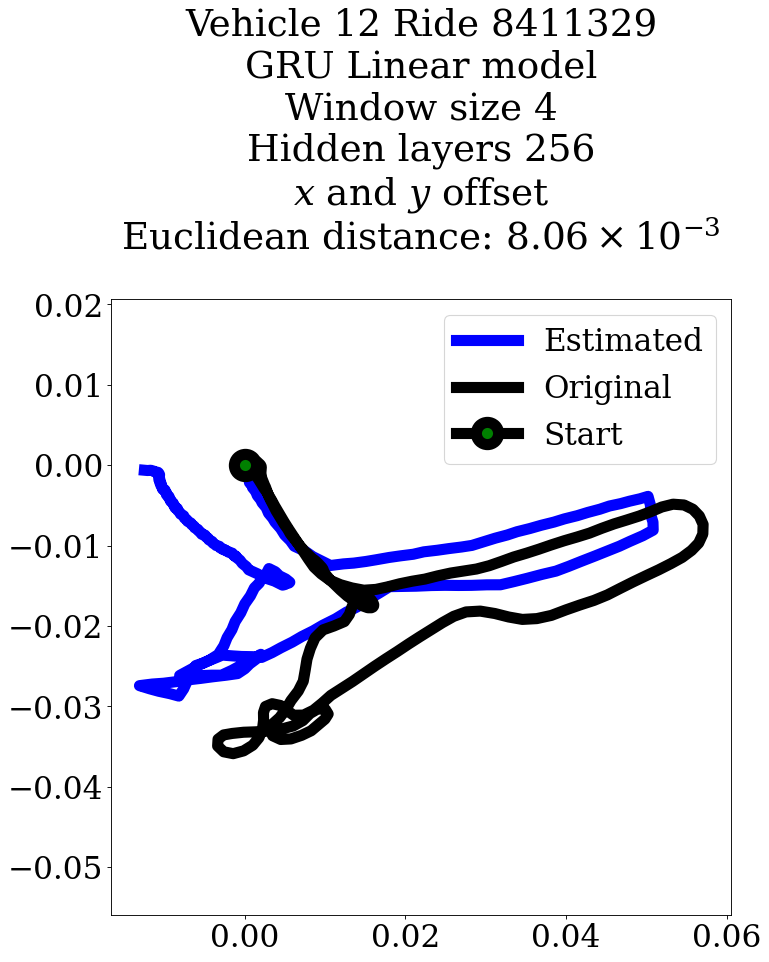 Vehicle 12 Ride 8411329
GRU Linear model
Window size 4
Hidden layers 256
x and y offset
Euclidean distance: 8.06 × 10⁻³
0.02
Estimated
0.01
Original
Start
0.00
−0.01
−0.02
−0.03
−0.04
−0.05
0.00 0.02 0.04 0.06